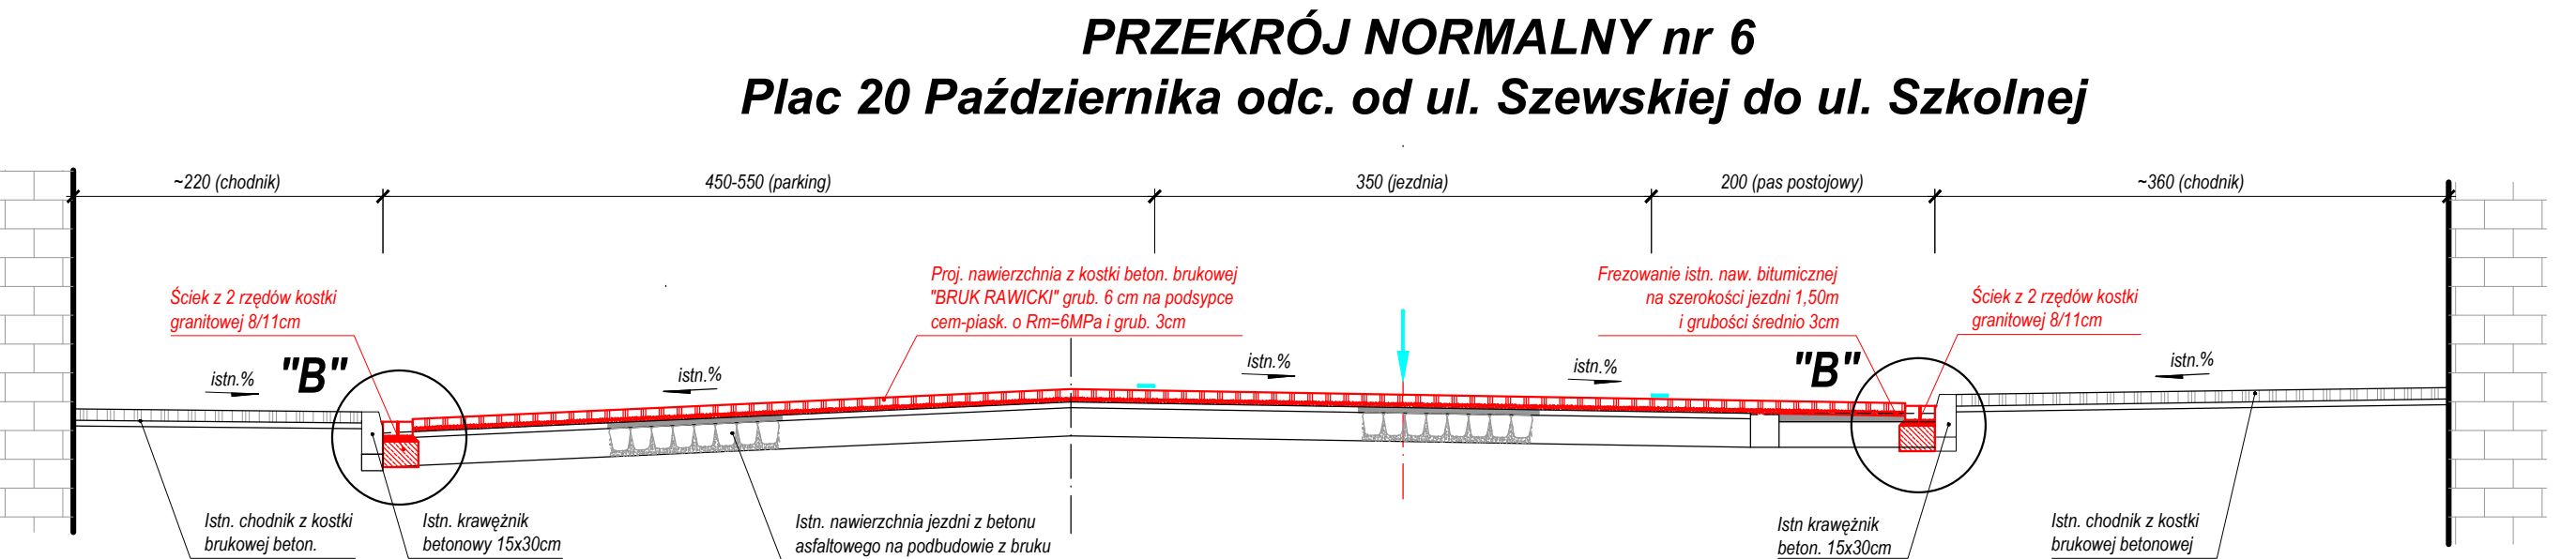 PRZEKRÓJ NORMALNY nr 6
Plac 20 Października odc. od ul. Szewskiej do ul. Szkolnej
~220 (chodnik)
450-550 (parking)
350 (jezdnia)
200 (pas postojowy)
~360 (chodnik)
Ściek z 2 rzędów kostki
granitowej 8/11cm
Proj. nawierzchnia z kostki beton. brukowej
"BRUK RAWICKI" grub. 6 cm na podsypce
cem-piask. o Rm=6MPa i grub. 3cm
Frezowanie istn. naw. bitumicznej
na szerokości jezdni 1,50m
i grubości średnio 3cm
Ściek z 2 rzędów kostki
granitowej 8/11cm
istn.%
"B"
istn.%
istn.%
istn.%
"B"
istn.%
Istn. chodnik z kostki
brukowej beton.
Istn. krawężnik
betonowy 15x30cm
Istn. nawierzchnia jezdni z betonu
asfaltowego na podbudowie z bruku
Istn krawężnik
beton. 15x30cm
Istn. chodnik z kostki
brukowej betonowej